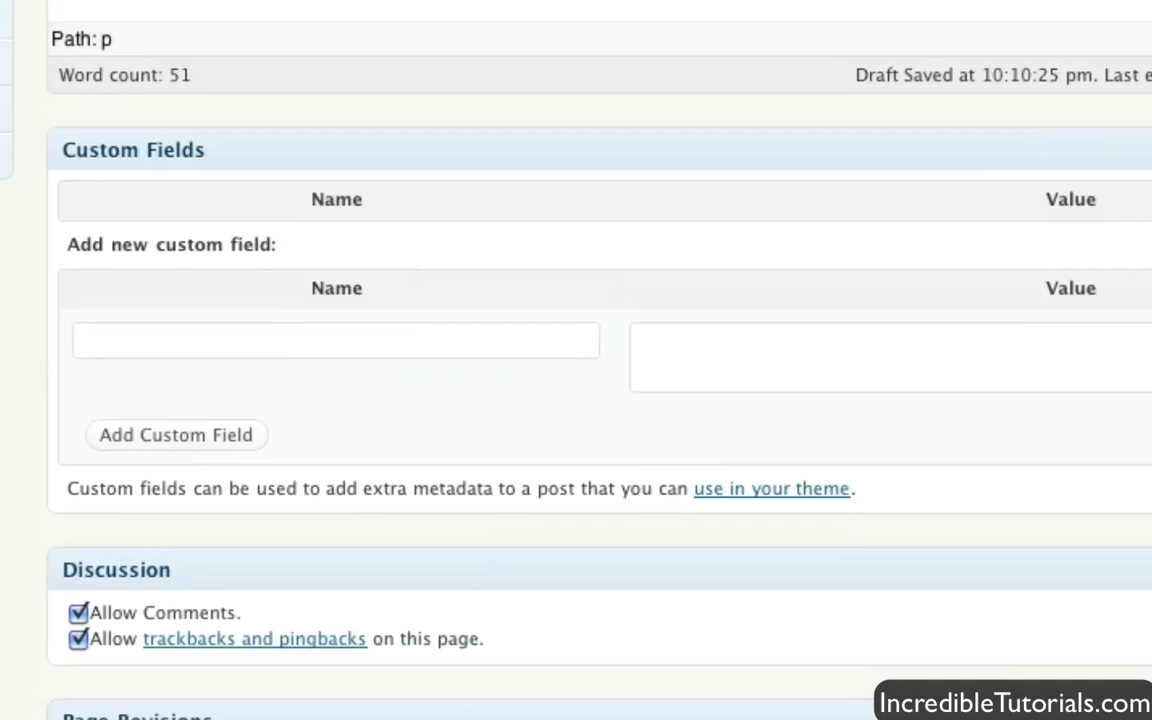 Path: p
Word count: 51 Draft Saved at 10:10:25 pm. Last e
Custom Fields
Name Value
Add new custom field:
Name Value
Add Custom Field
Custom fields can be used to add extra metadata to a post that you can use in your theme.
Discussion
Allow Comments.
Allow trackbacks and pingbacks on this page.
Page Revisions
IncredibleTutorials.com